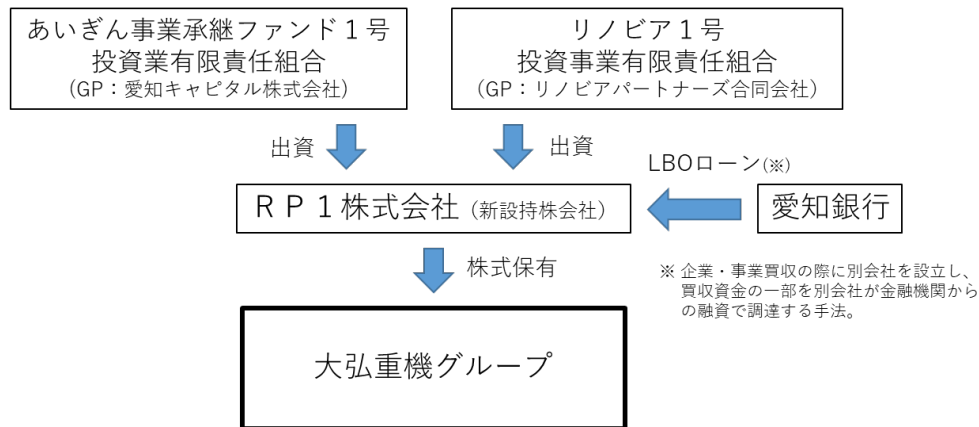 あいぎん事業承継ファンド１号
投資業有限責任組合
(GP：愛知キャピタル株式会社)
リノビア１号
投資事業有限責任組合
(GP：リノビアパートナーズ合同会社)
出資
出資
LBOローン(※)
ＲＰ１株式会社（新設持株会社）
愛知銀行
株式保有
※ 企業・事業買収の際に別会社を設立し、
買収資金の一部を別会社が金融機関から
の融資で調達する手法。
大弘重機グループ